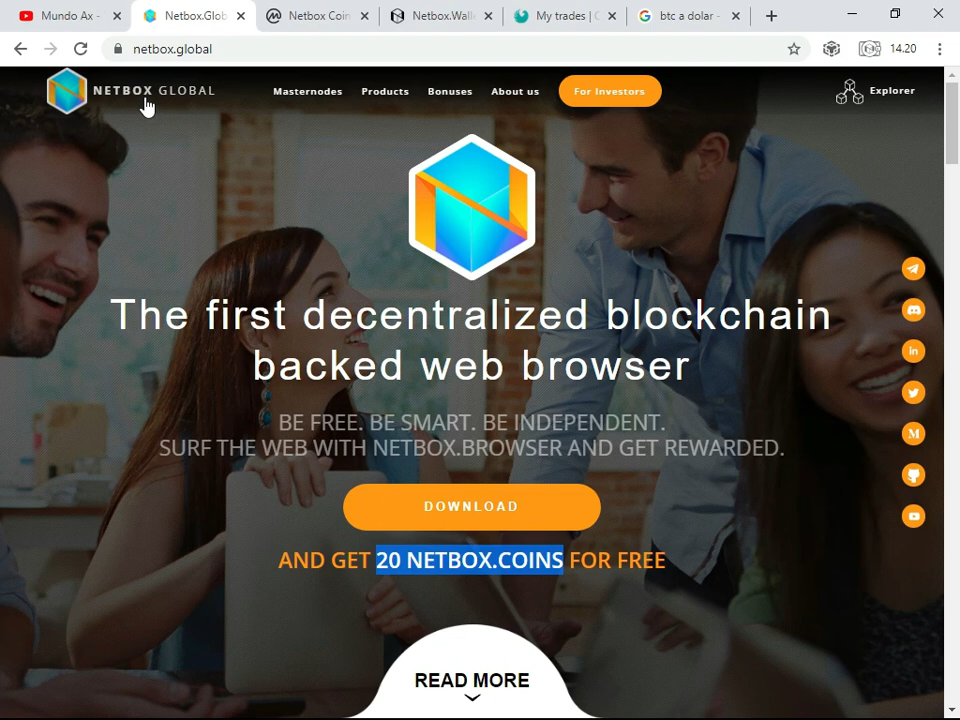 Mundo Ax -
Netbox.Glob
Netbox Coin
Netbox.Wall
My trades | C
btc a dolar -
netbox.global
14.20
NETBOX GLOBAL
Masternodes
Products
Bonuses
About us
For Investors
Explorer
The first decentralized blockchain
backed web browser
BE FREE. BE SMART. BE INDEPENDENT.
SURF THE WEB WITH NETBOX.BROWSER AND GET REWARDED.
DOWNLOAD
AND GET 20 NETBOX.COINS FOR FREE
READ MORE